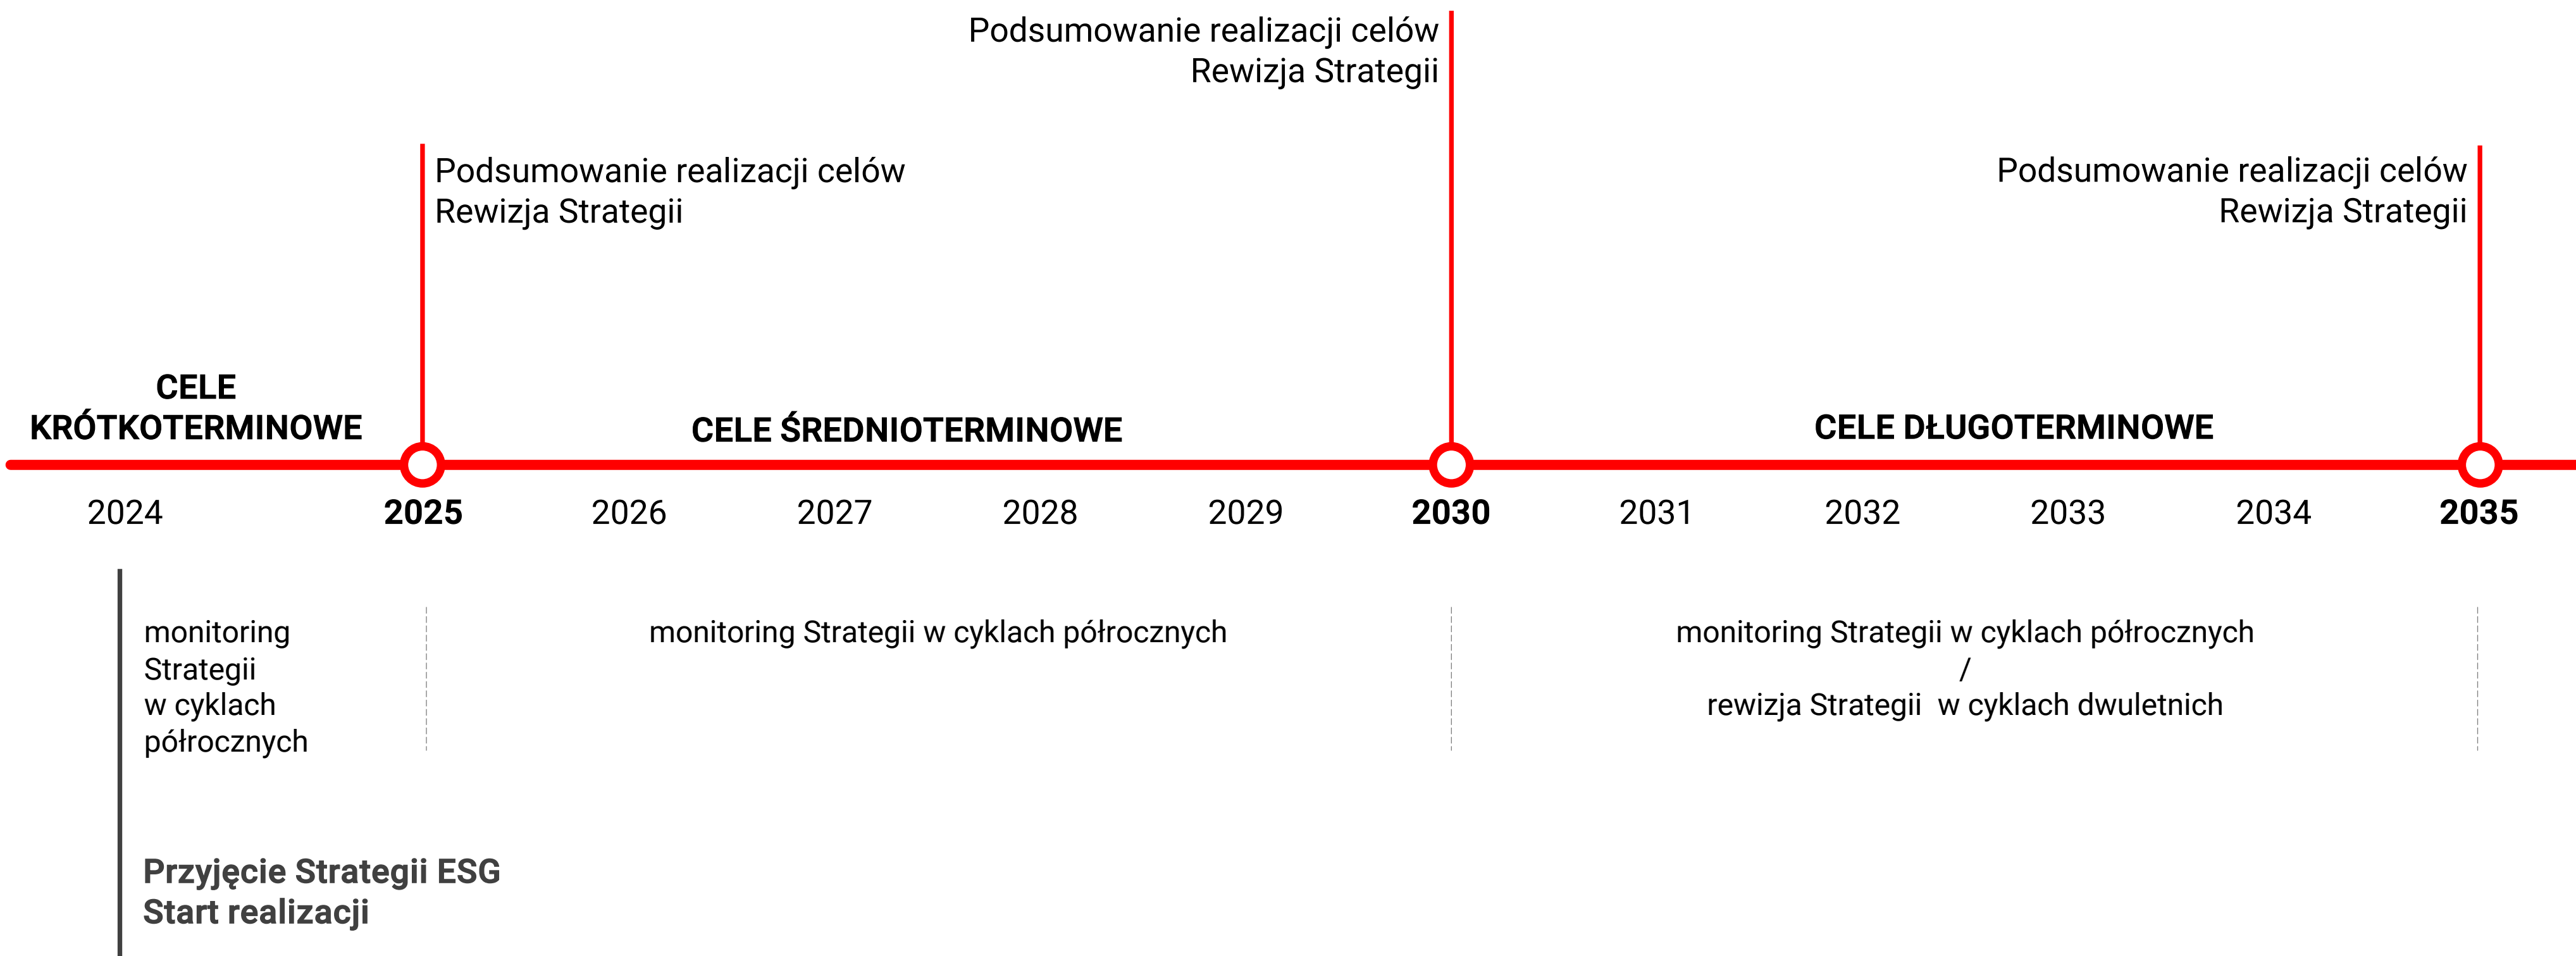 Podsumowanie realizacji celów
Rewizja Strategii
Podsumowanie realizacji celów
Rewizja Strategii
Podsumowanie realizacji celów
Rewizja Strategii
CELE
KRÓTKOTERMINOWE
CELE ŚREDNIOTERMINOWE
CELE DŁUGOTERMINOWE
2024 2025 2026 2027 2028 2029 2030 2031 2032 2033 2034 2035
monitoring
Strategii
w cyklach
półrocznych
monitoring Strategii w cyklach półrocznych
monitoring Strategii w cyklach półrocznych
/
rewizja Strategii w cyklach dwuletnich
Przyjęcie Strategii ESG
Start realizacji